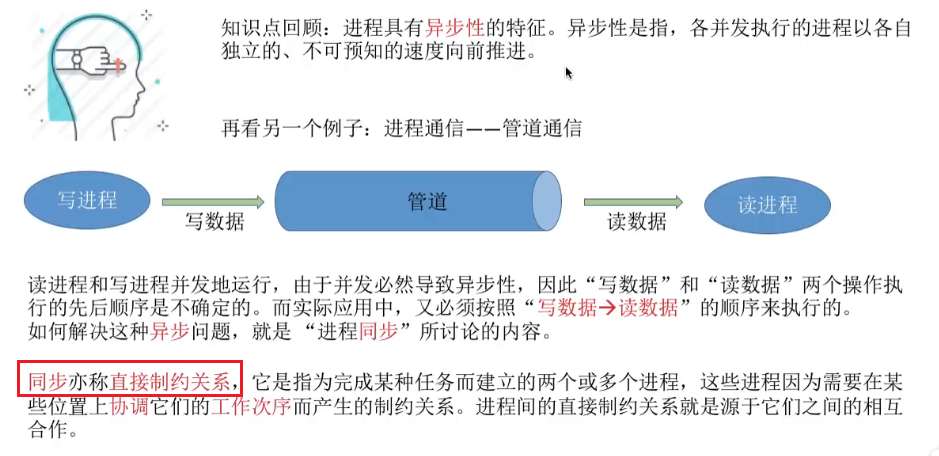 知识点回顾：进程具有异步性的特征。异步性是指，各并发执行的进程以各自
独立的、不可预知的速度向前推进。
再看另一个例子：进程通信——管道通信
写进程
写数据
管道
读数据
读进程
读进程和写进程并发地运行，由于并发必然导致异步性，因此“写数据”和“读数据”两个操作执
行的先后顺序是不确定的。而实际应用中，又必须按照“写数据→读数据”的顺序来执行的。
如何解决这种异步问题，就是 “进程同步”所讨论的内容。
同步亦称直接制约关系，它是指为完成某种任务而建立的两个或多个进程，这些进程因为需要在某
些位置上协调它们的工作次序而产生的制约关系。进程间的直接制约关系就是源于它们之间的相互
合作。